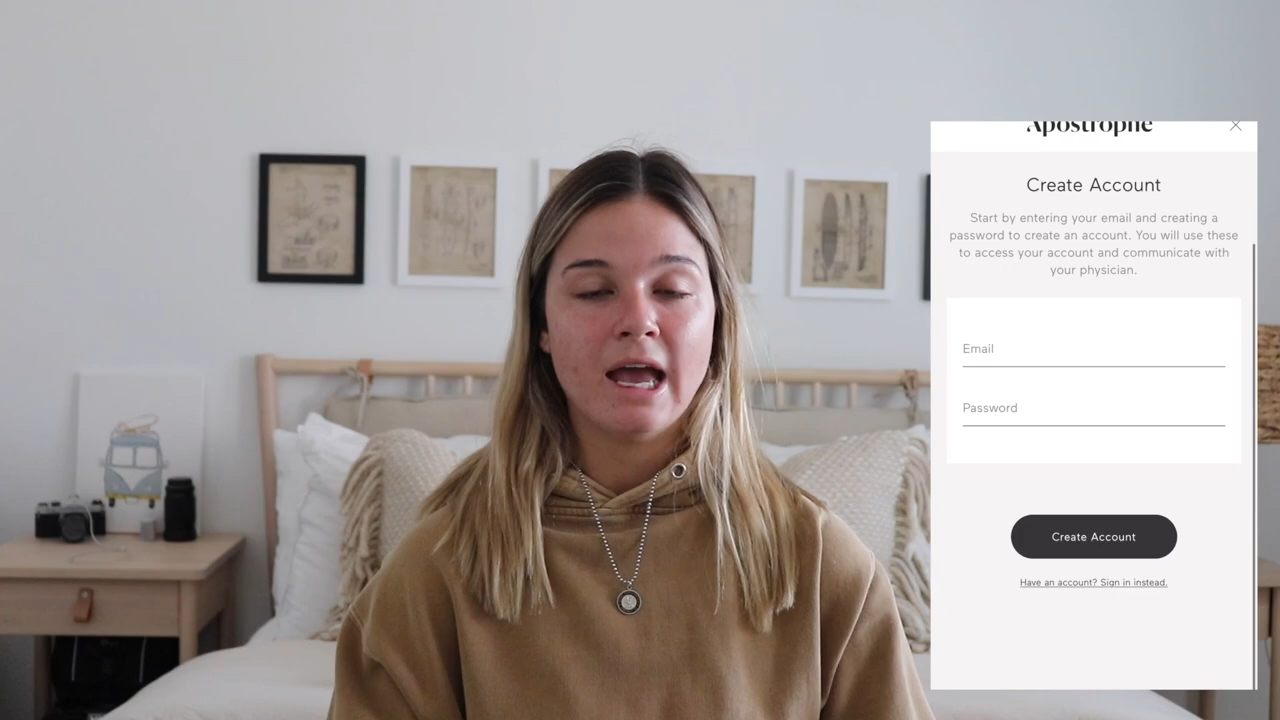 Apostrophe
Create Account
Start by entering your email and creating a
password to create an account. You will use these
to access your account and communicate with
your physician.
Email
Password
Create Account
Have an account? Sign in instead.